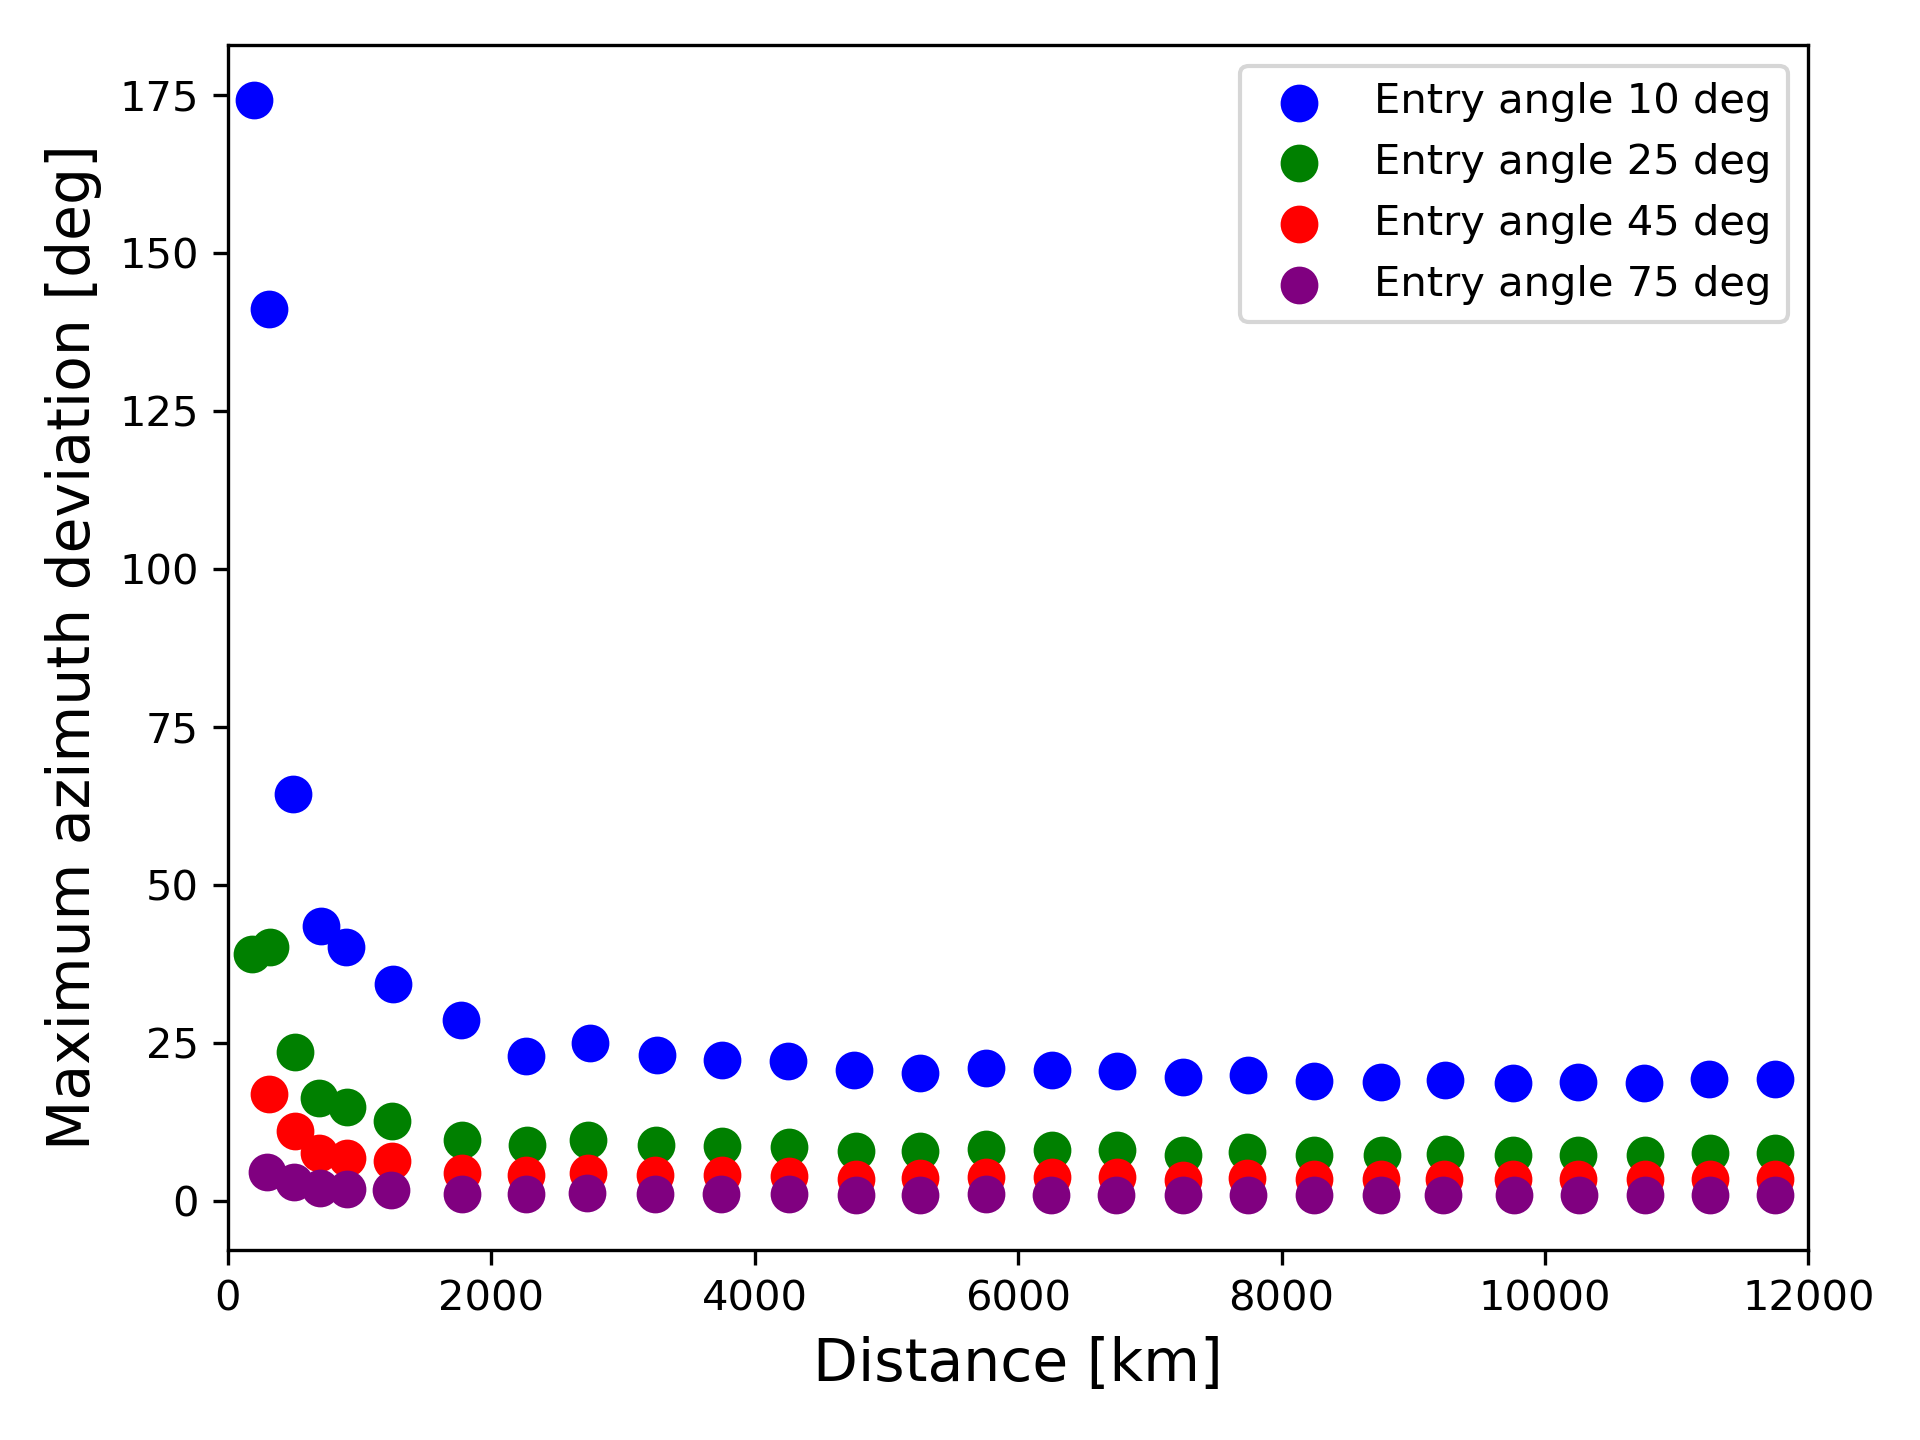 Maximum azimuth deviation [deg]
175
150
125
100
75
50
25
0
Entry angle 10 deg
Entry angle 25 deg
Entry angle 45 deg
Entry angle 75 deg
0 2000 4000 6000 8000 10000 12000
Distance [km]